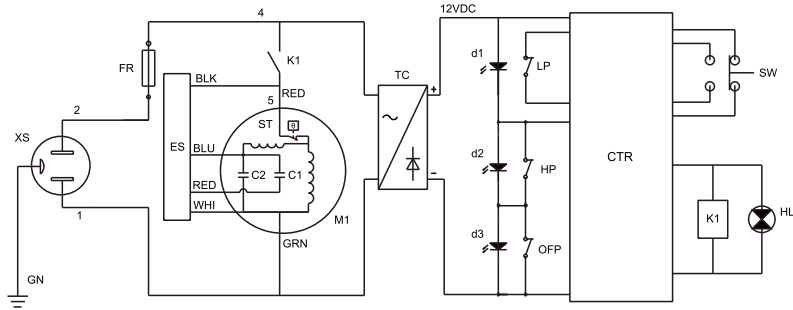 4
12VDC
K1
d1
FR
TC
LP
SW
BLK
RED
+
5
2
ST
θ
XS
ES
BLU
d2
CTR
C2
C1
HP
RED
-
WHI
M1
K1
HL
1
GRN
d3
OFP
GN